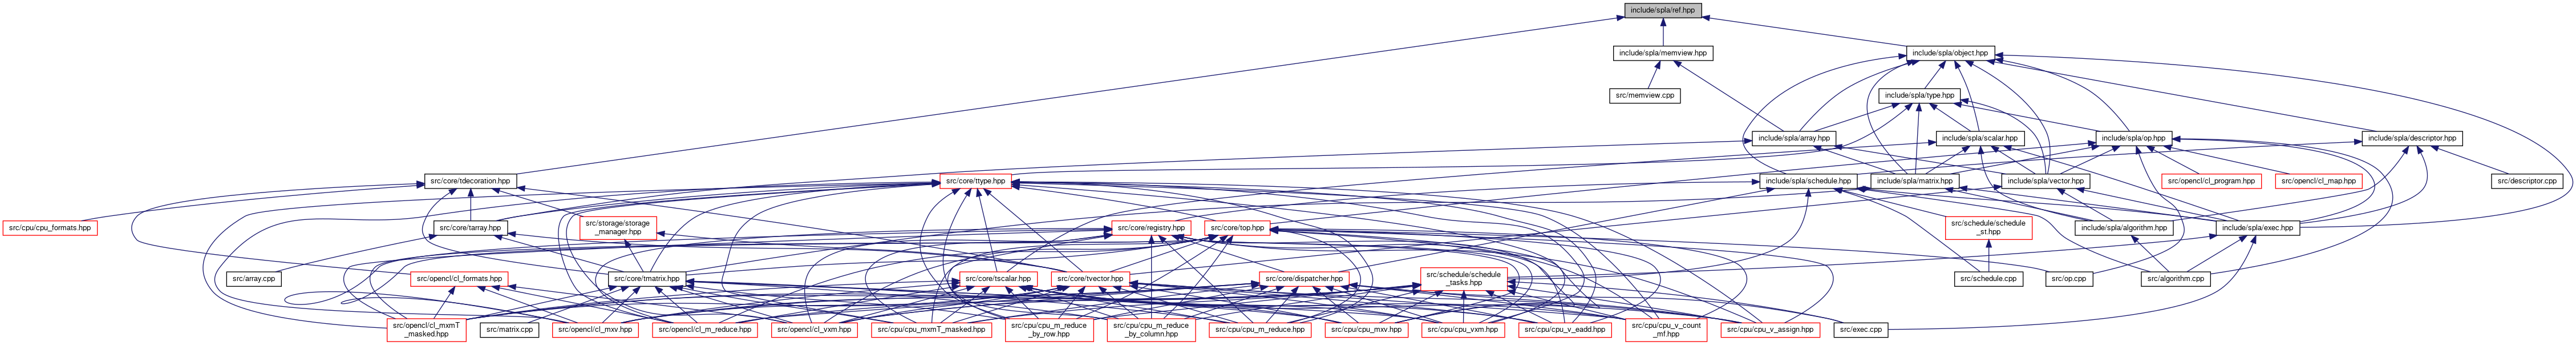 include/spla/ref.hpp
include/spla/memview.hpp
include/spla/object.hpp
src/memview.cpp
include/spla/type.hpp
include/spla/array.hpp
include/spla/scalar.hpp
include/spla/op.hpp
include/spla/descriptor.hpp
src/core/tdecoration.hpp
src/core/ttype.hpp
include/spla/schedule.hpp
include/spla/matrix.hpp
include/spla/vector.hpp
src/opencl/cl_program.hpp
src/opencl/cl_map.hpp
src/descriptor.cpp
src/cpu/cpu_formats.hpp
src/core/tarray.hpp
src/storage/storage
_manager.hpp
src/core/registry.hpp
src/core/top.hpp
src/schedule/schedule
_st.hpp
include/spla/algorithm.hpp
include/spla/exec.hpp
src/array.cpp
src/opencl/cl_formats.hpp
src/core/tmatrix.hpp
src/core/tscalar.hpp
src/core/tvector.hpp
src/core/dispatcher.hpp
src/schedule/schedule
_tasks.hpp
src/schedule.cpp
src/op.cpp
src/algorithm.cpp
src/opencl/cl_mxmT
_masked.hpp
src/matrix.cpp
src/opencl/cl_mxv.hpp
src/opencl/cl_m_reduce.hpp
src/opencl/cl_vxm.hpp
src/cpu/cpu_mxmT_masked.hpp
src/cpu/cpu_m_reduce
_by_row.hpp
src/cpu/cpu_m_reduce
_by_column.hpp
src/cpu/cpu_m_reduce.hpp
src/cpu/cpu_mxv.hpp
src/cpu/cpu_vxm.hpp
src/cpu/cpu_v_eadd.hpp
src/cpu/cpu_v_count
_mf.hpp
src/cpu/cpu_v_assign.hpp
src/exec.cpp